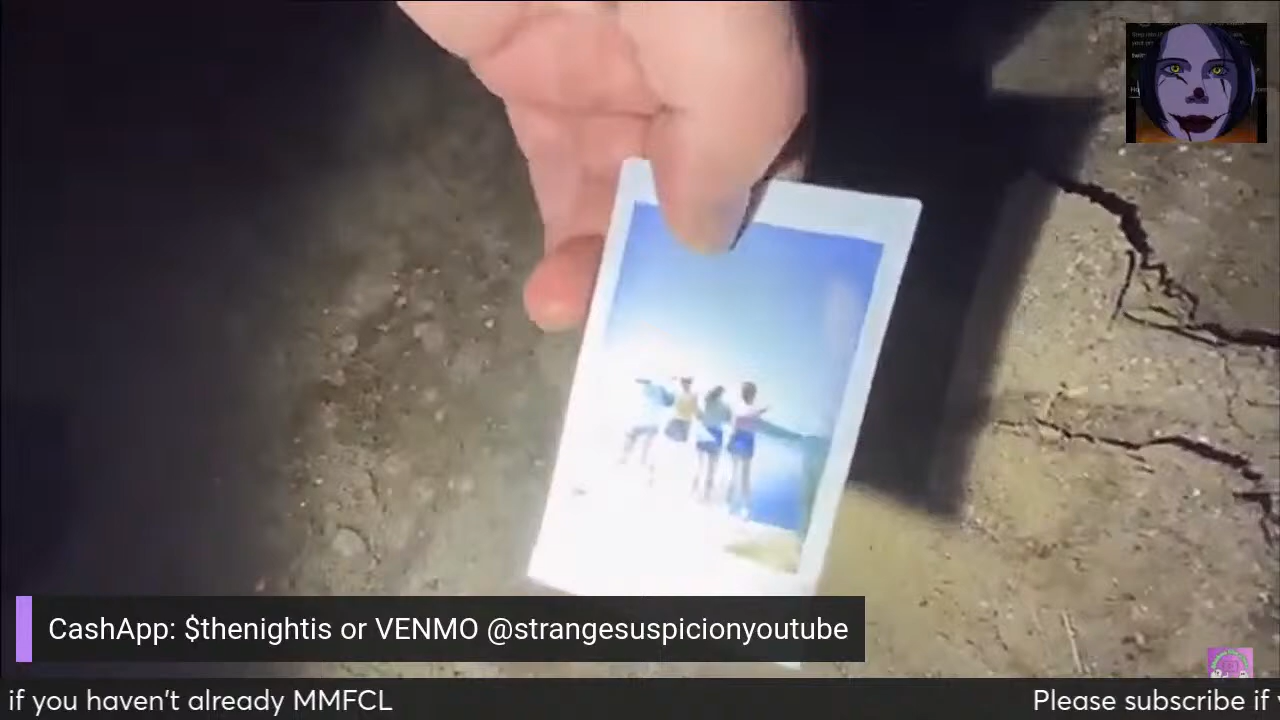 CashApp: $thenightis or VENMO @strangesuspicionyoutube
if you haven't already MMFCL
Please subscribe if